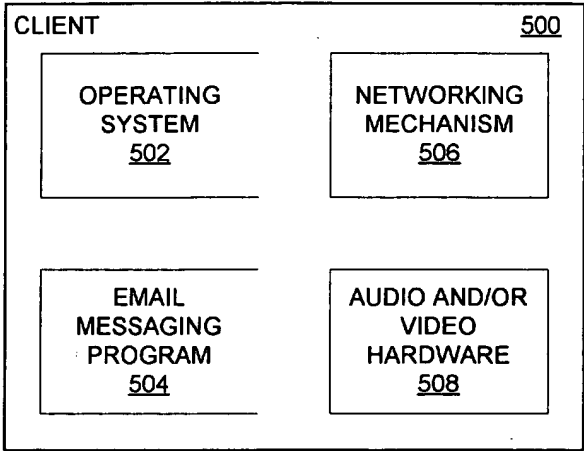 CLIENT 500
OPERATING
SYSTEM
502
NETWORKING
MECHANISM
506
EMAIL
MESSAGING
PROGRAM
504
AUDIO AND/OR
VIDEO
HARDWARE
508